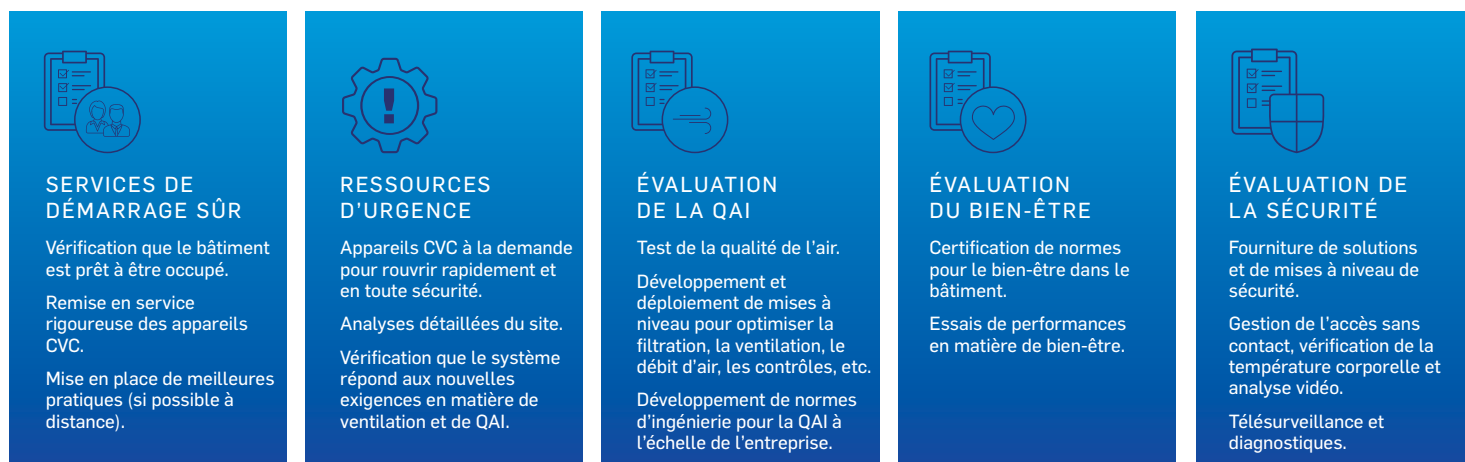 SERVICES DE
DÉMARRAGE SÛR
Vérification que le bâtiment
est prêt à être occupé.
Remise en service
rigoureuse des appareils
CVC.
Mise en place de meilleures
pratiques (si possible à
distance).
RESSOURCES
D’URGENCE
Appareils CVC à la demande
pour rouvrir rapidement et
en toute sécurité.
Analyses détaillées du site.
Vérification que le système
répond aux nouvelles
exigences en matière de
ventilation et de QAI.
ÉVALUATION
DE LA QAI
Test de la qualité de l’air.
Développement et
déploiement de mises à
niveau pour optimiser la
filtration, la ventilation, le
débit d’air, les contrôles, etc.
Développement de normes
d’ingénierie pour la QAI à
l’échelle de l’entreprise.
ÉVALUATION
DU BIEN-ÊTRE
Certification de normes
pour le bien-être dans le
bâtiment.
Essais de performances
en matière de bien-être.
ÉVALUATION DE
LA SÉCURITÉ
Fourniture de solutions
et de mises à niveau de
sécurité.
Gestion de l’accès sans
contact, vérification de la
température corporelle et
analyse vidéo.
Télésurveillance et
diagnostiques.